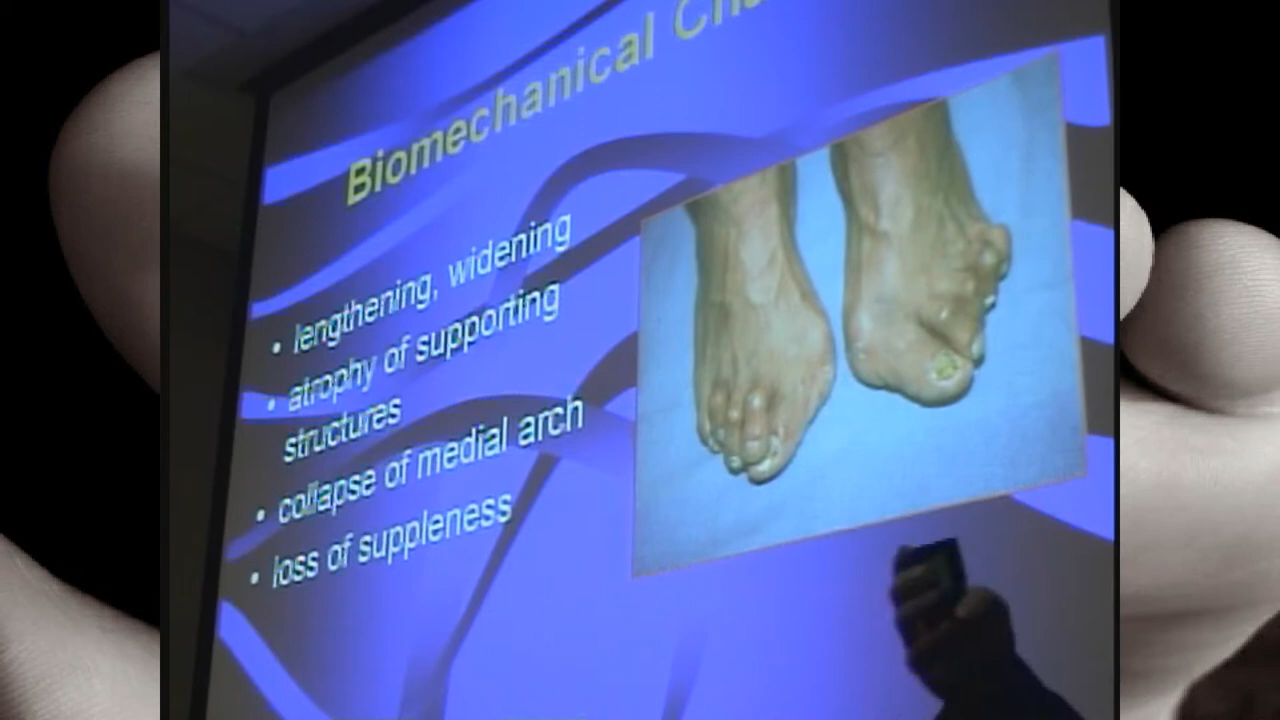 Biomechanical
• lengthening, widening
• atrophy of supporting
structures
• collapse of medial arch
• loss of suppleness